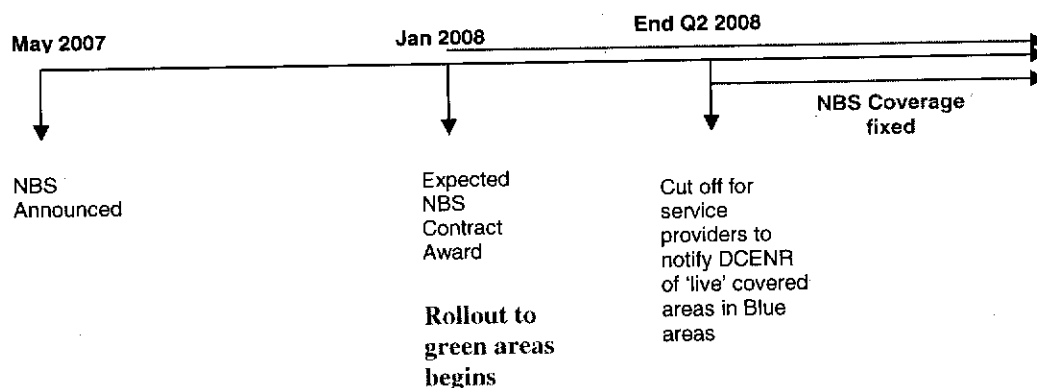 May 2007
Jan 2008
End Q2 2008
NBS Coverage
fixed
NBS
Announced
Expected
NBS
Contract
Award
Rollout to
green areas
begins
Cut off for
service
providers to
notify DCENR
of 'live' covered
areas in Blue
areas